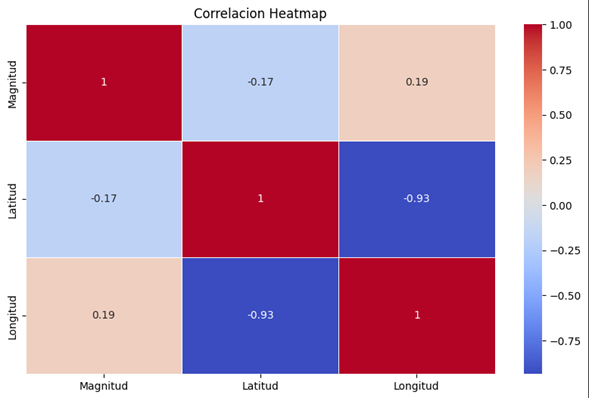 Correlacion Heatmap
Magnitud 1 -0.17 0.19
Latitud -0.17 1 -0.93
Longitud 0.19 -0.93 1
Magnitud Latitud Longitud
1.00
0.75
0.50
0.25
0.00
−0.25
−0.50
−0.75